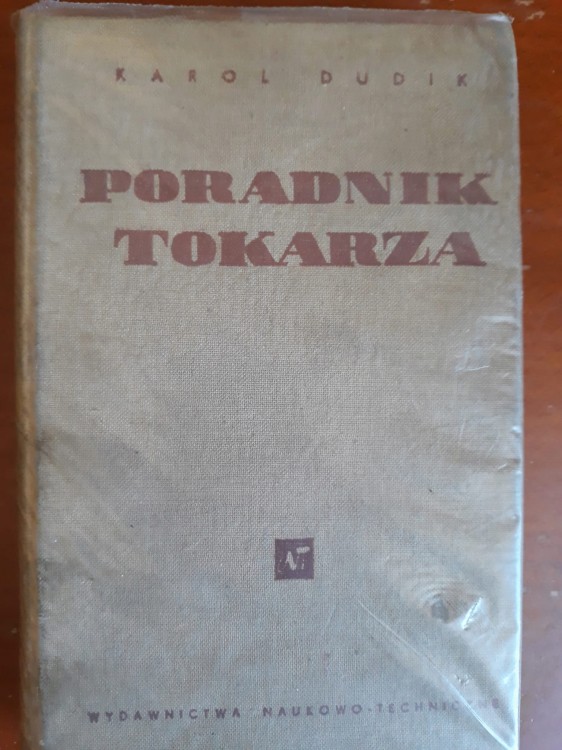 KAROL DUDIK
PORADNIK
TOKARZA
WYDAWNICTWA NAUKOWO-TECHNICZNE